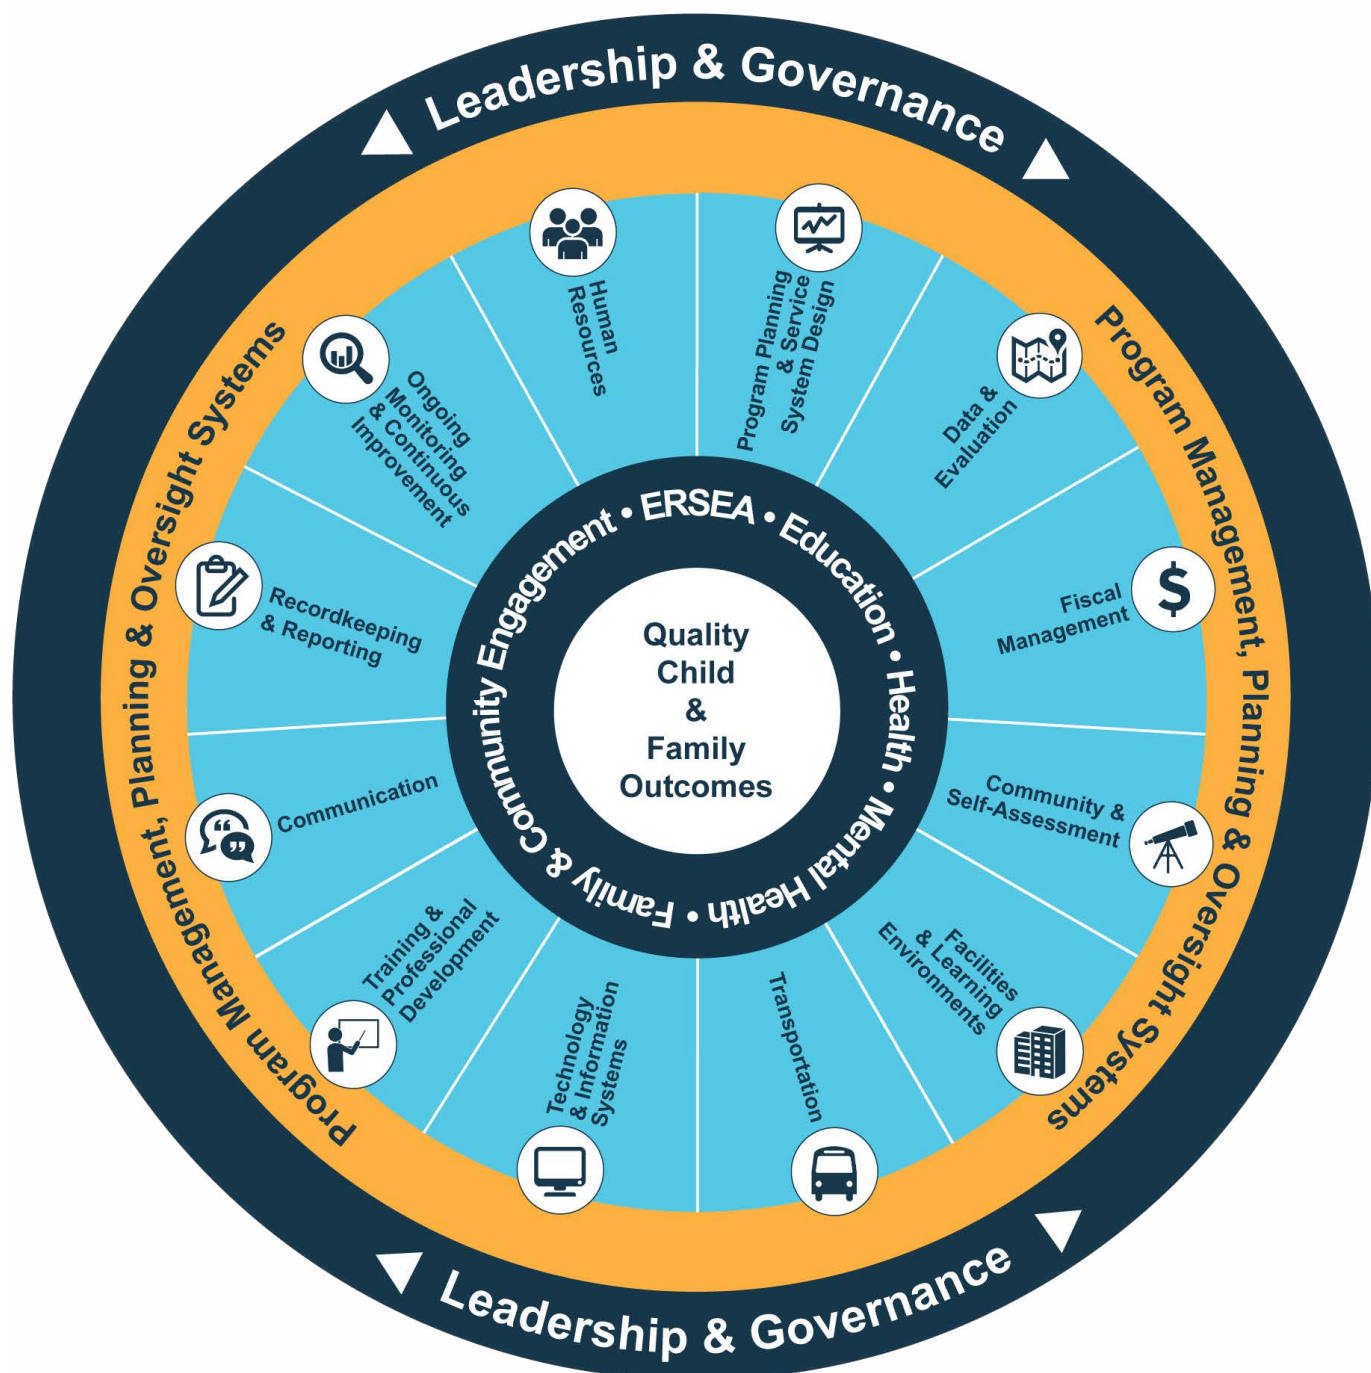 Leadership & Governance
Program Management, Planning & Oversight Systems
Program Management, Planning & Oversight Systems
Program Planning
& Service
System Design
Data &
Evaluation
Fiscal
Management
Community &
Self-Assessment
Facilities
& Learning
Environments
Transportation
Technology
& Information
Systems
Training &
Professional
Development
Communication
Recordkeeping
& Reporting
Ongoing
Monitoring
& Continuous
Improvement
Human
Resources
ERSEA • Education • Health • Mental Health • Family & Community Engagement •
Quality
Child
&
Family
Outcomes
$
Leadership & Governance